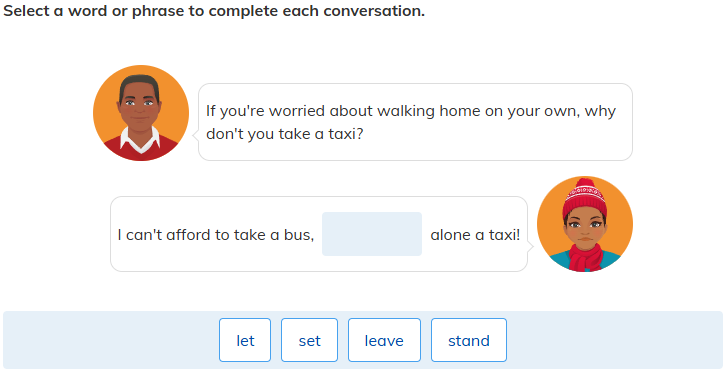 Select a word or phrase to complete each conversation.
If you're worried about walking home on your own, why
don't you take a taxi?
I can't afford to take a bus, alone a taxi!
let set leave stand